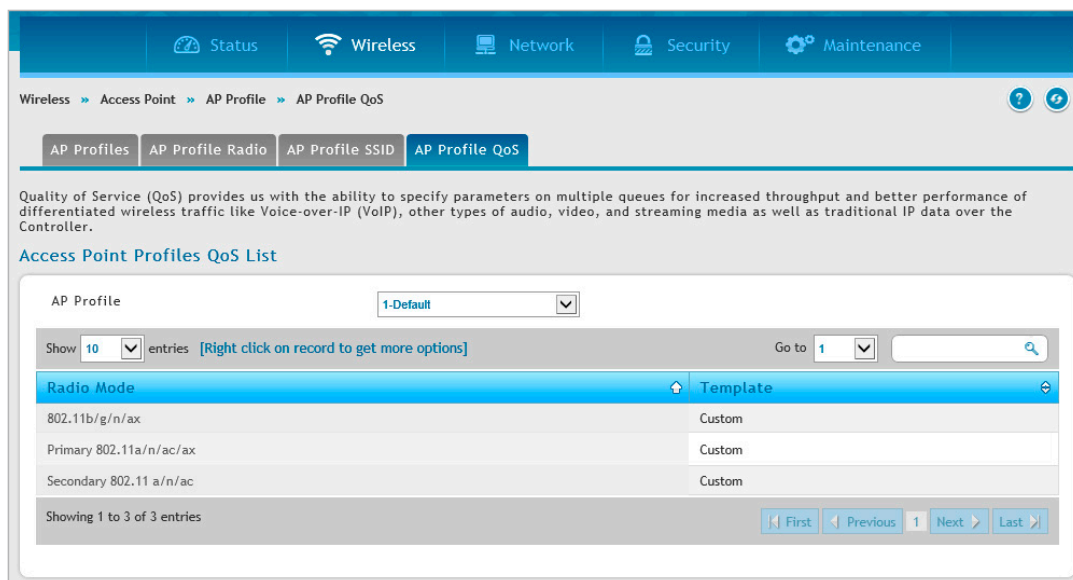 Status Wireless Network Security Maintenance
Wireless » Access Point » AP Profile » AP Profile QoS
AP Profiles AP Profile Radio AP Profile SSID AP Profile QoS
Quality of Service (QoS) provides us with the ability to specify parameters on multiple queues for increased throughput and better performance of
differentiated wireless traffic like Voice-over-IP (VoIP), other types of audio, video, and streaming media as well as traditional IP data over the
Controller.
Access Point Profiles QoS List
AP Profile 1-Default
Show 10 entries [Right click on record to get more options] Go to 1
Radio Mode Template
802.11b/g/n/ax Custom
Primary 802.11a/n/ac/ax Custom
Secondary 802.11 a/n/ac Custom
Showing 1 to 3 of 3 entries First Previous 1 Next Last